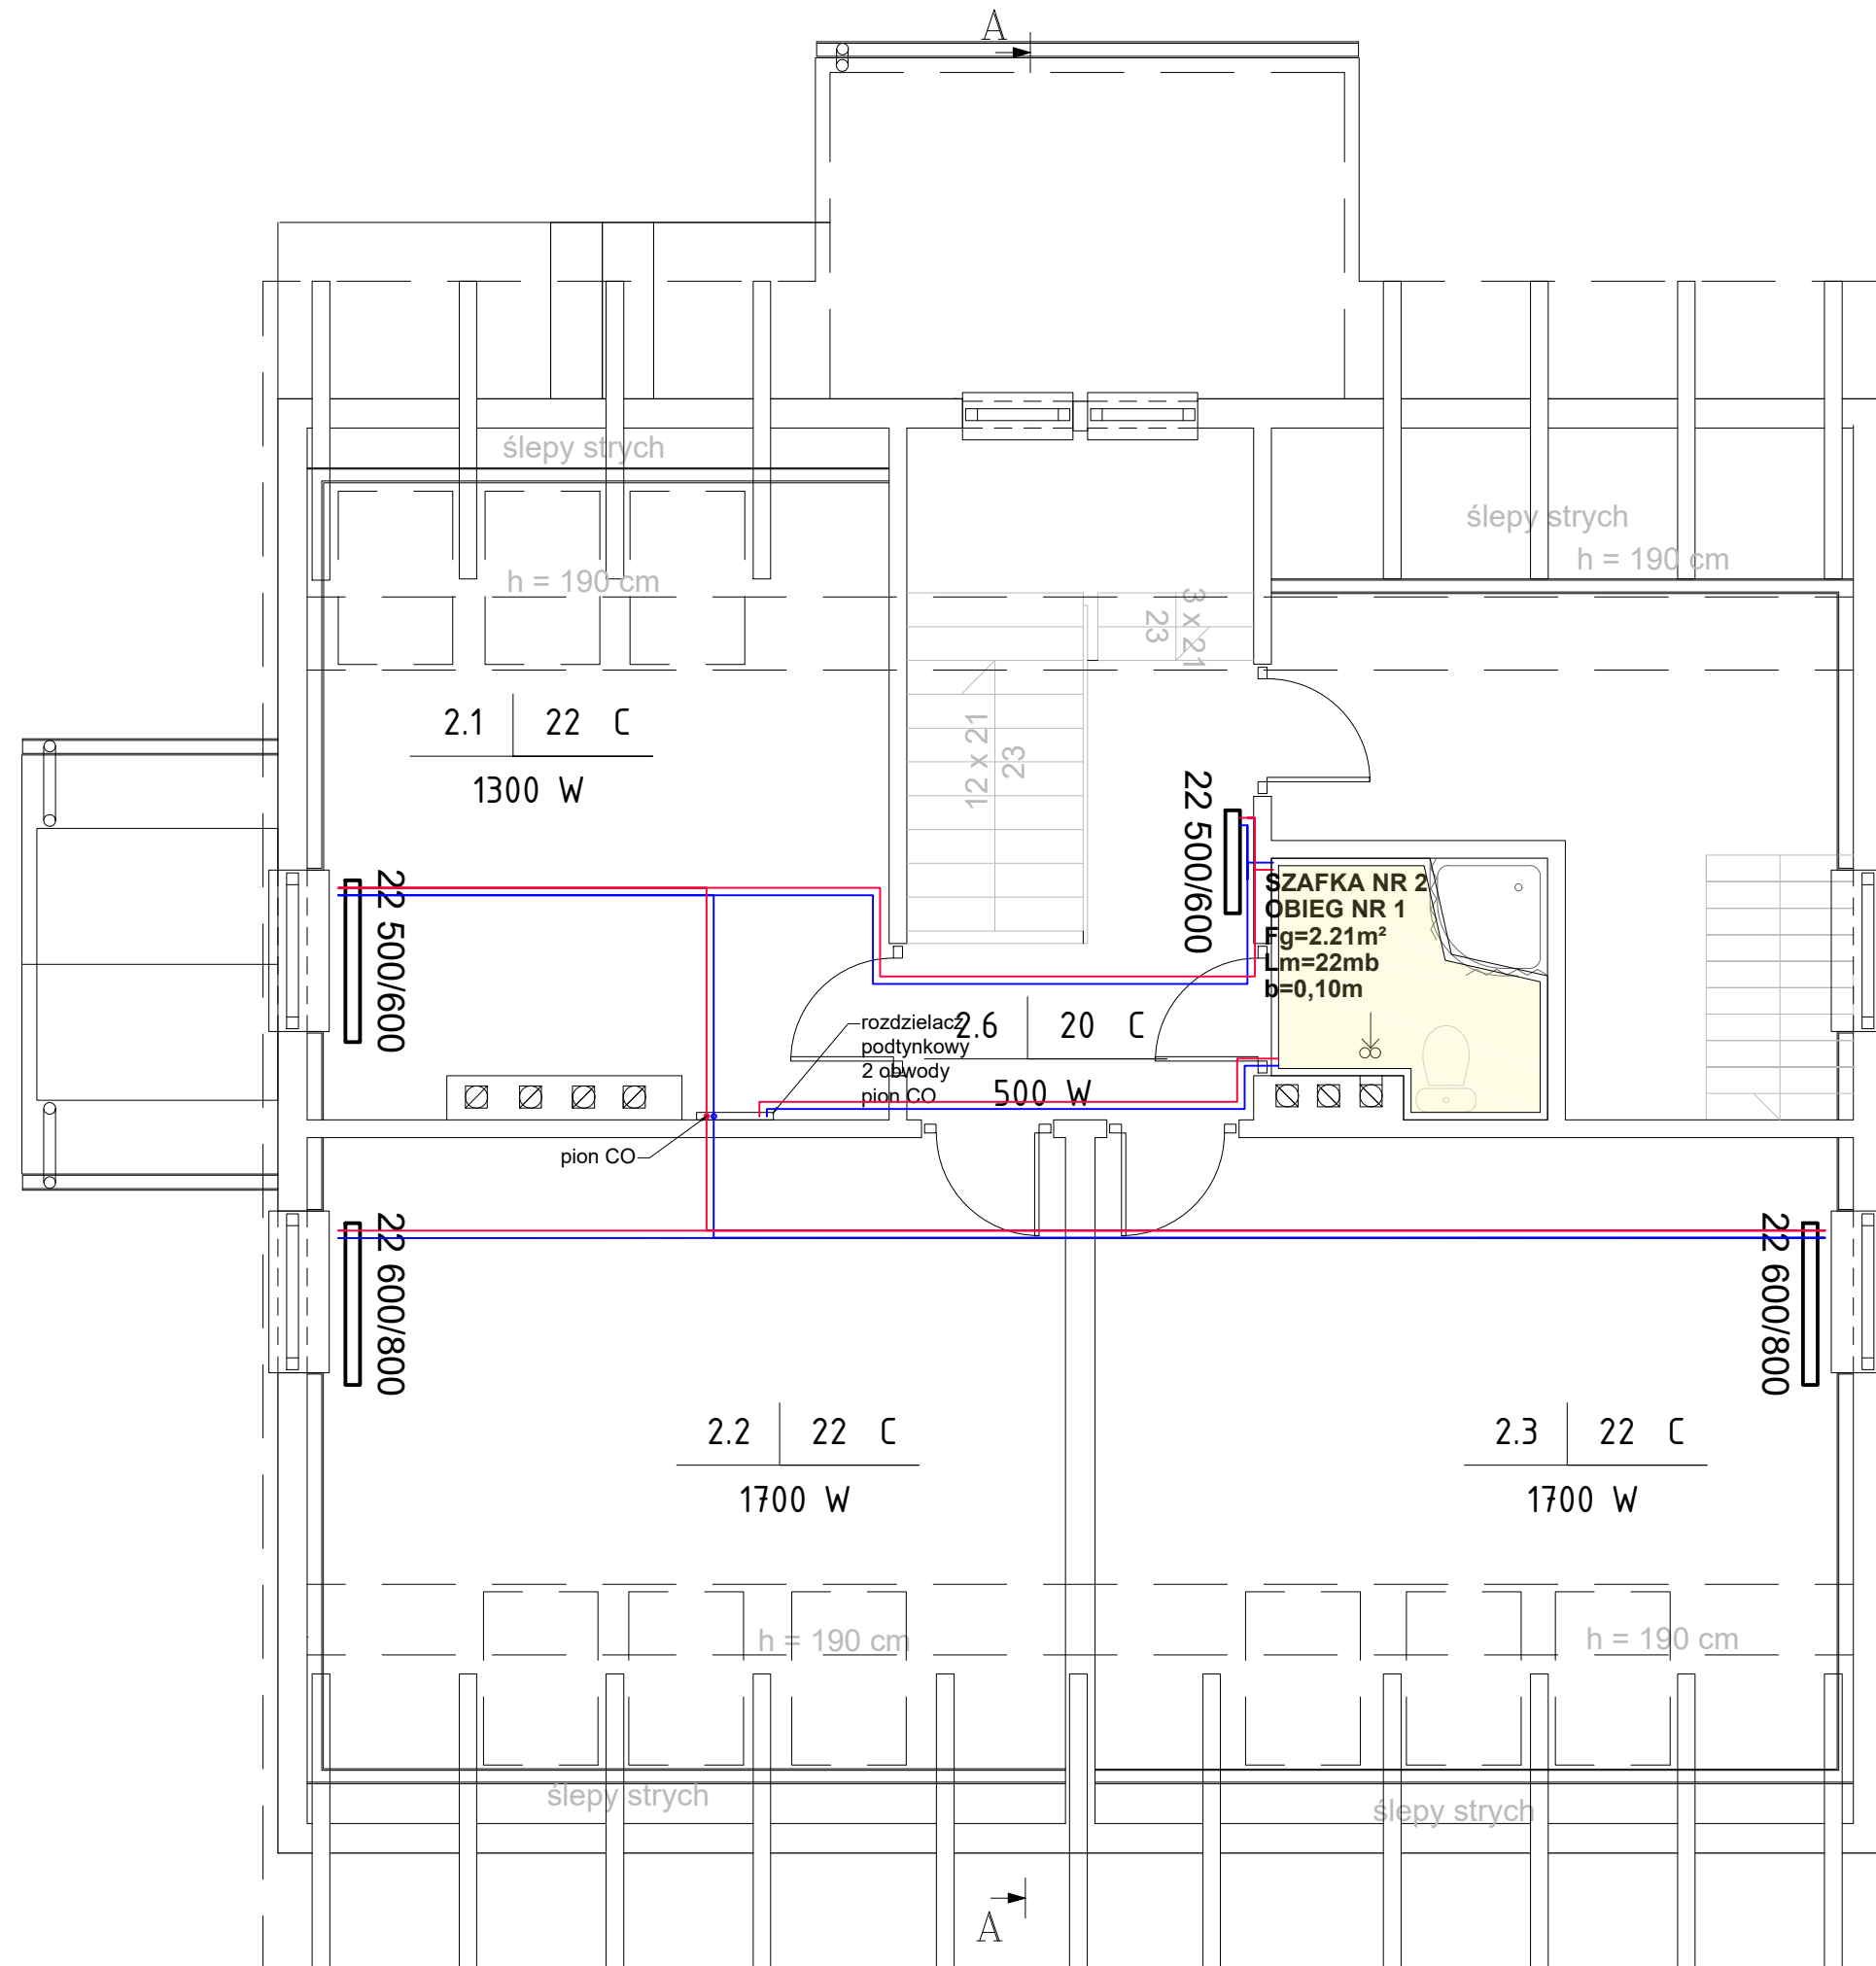 A
ślepy strych
ślepy strych
h = 190 cm
h = 190 cm
3 x 21
23
2.1 22 C
1300 W
12 x 21
23
22 500/600
22 500/600
SZAFKA NR 2
OBIEG NR 1
Fg=2.21m²
Lm=22mb
b=0,10m
rozdzielacz
podtynkowy
2 obwody
pion CO
2.6 20 C
500 W
pion CO
22 600/800
22 600/800
2.2 22 C
1700 W
2.3 22 C
1700 W
h = 190 cm
h = 190 cm
ślepy strych
ślepy strych
A